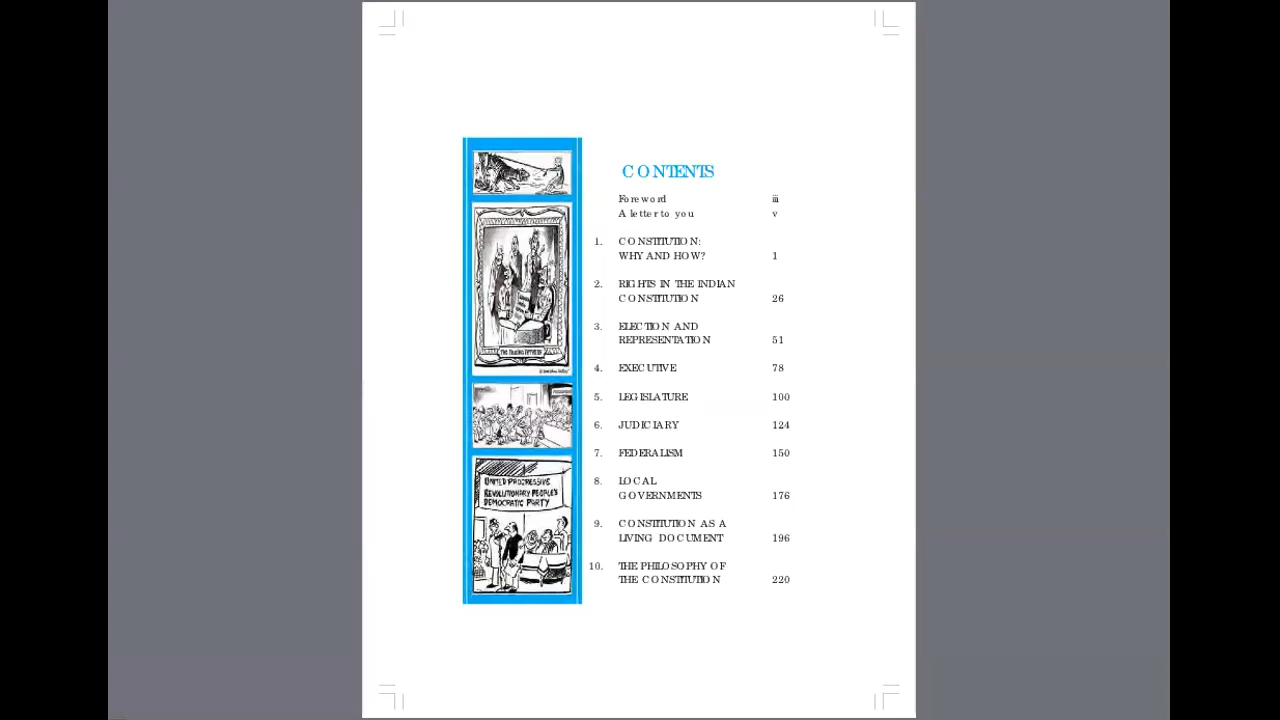 CONTENTS
Foreword iii
A letter to you v
1. CONSTITUTION:
WHY AND HOW? 1
2. RIGHTS IN THE INDIAN
CONSTITUTION 26
3. ELECTION AND
REPRESENTATION 51
4. EXECUTIVE 78
5. LEGISLATURE 100
6. JUDICIARY 124
7. FEDERALISM 150
8. LOCAL
GOVERNMENTS 176
9. CONSTITUTION AS A
LIVING DOCUMENT 196
10. THE PHILOSOPHY OF
THE CONSTITUTION 220
UNITED PROGRESSIVE
REVOLUTIONARY PEOPLE'S
DEMOCRATIC PARTY